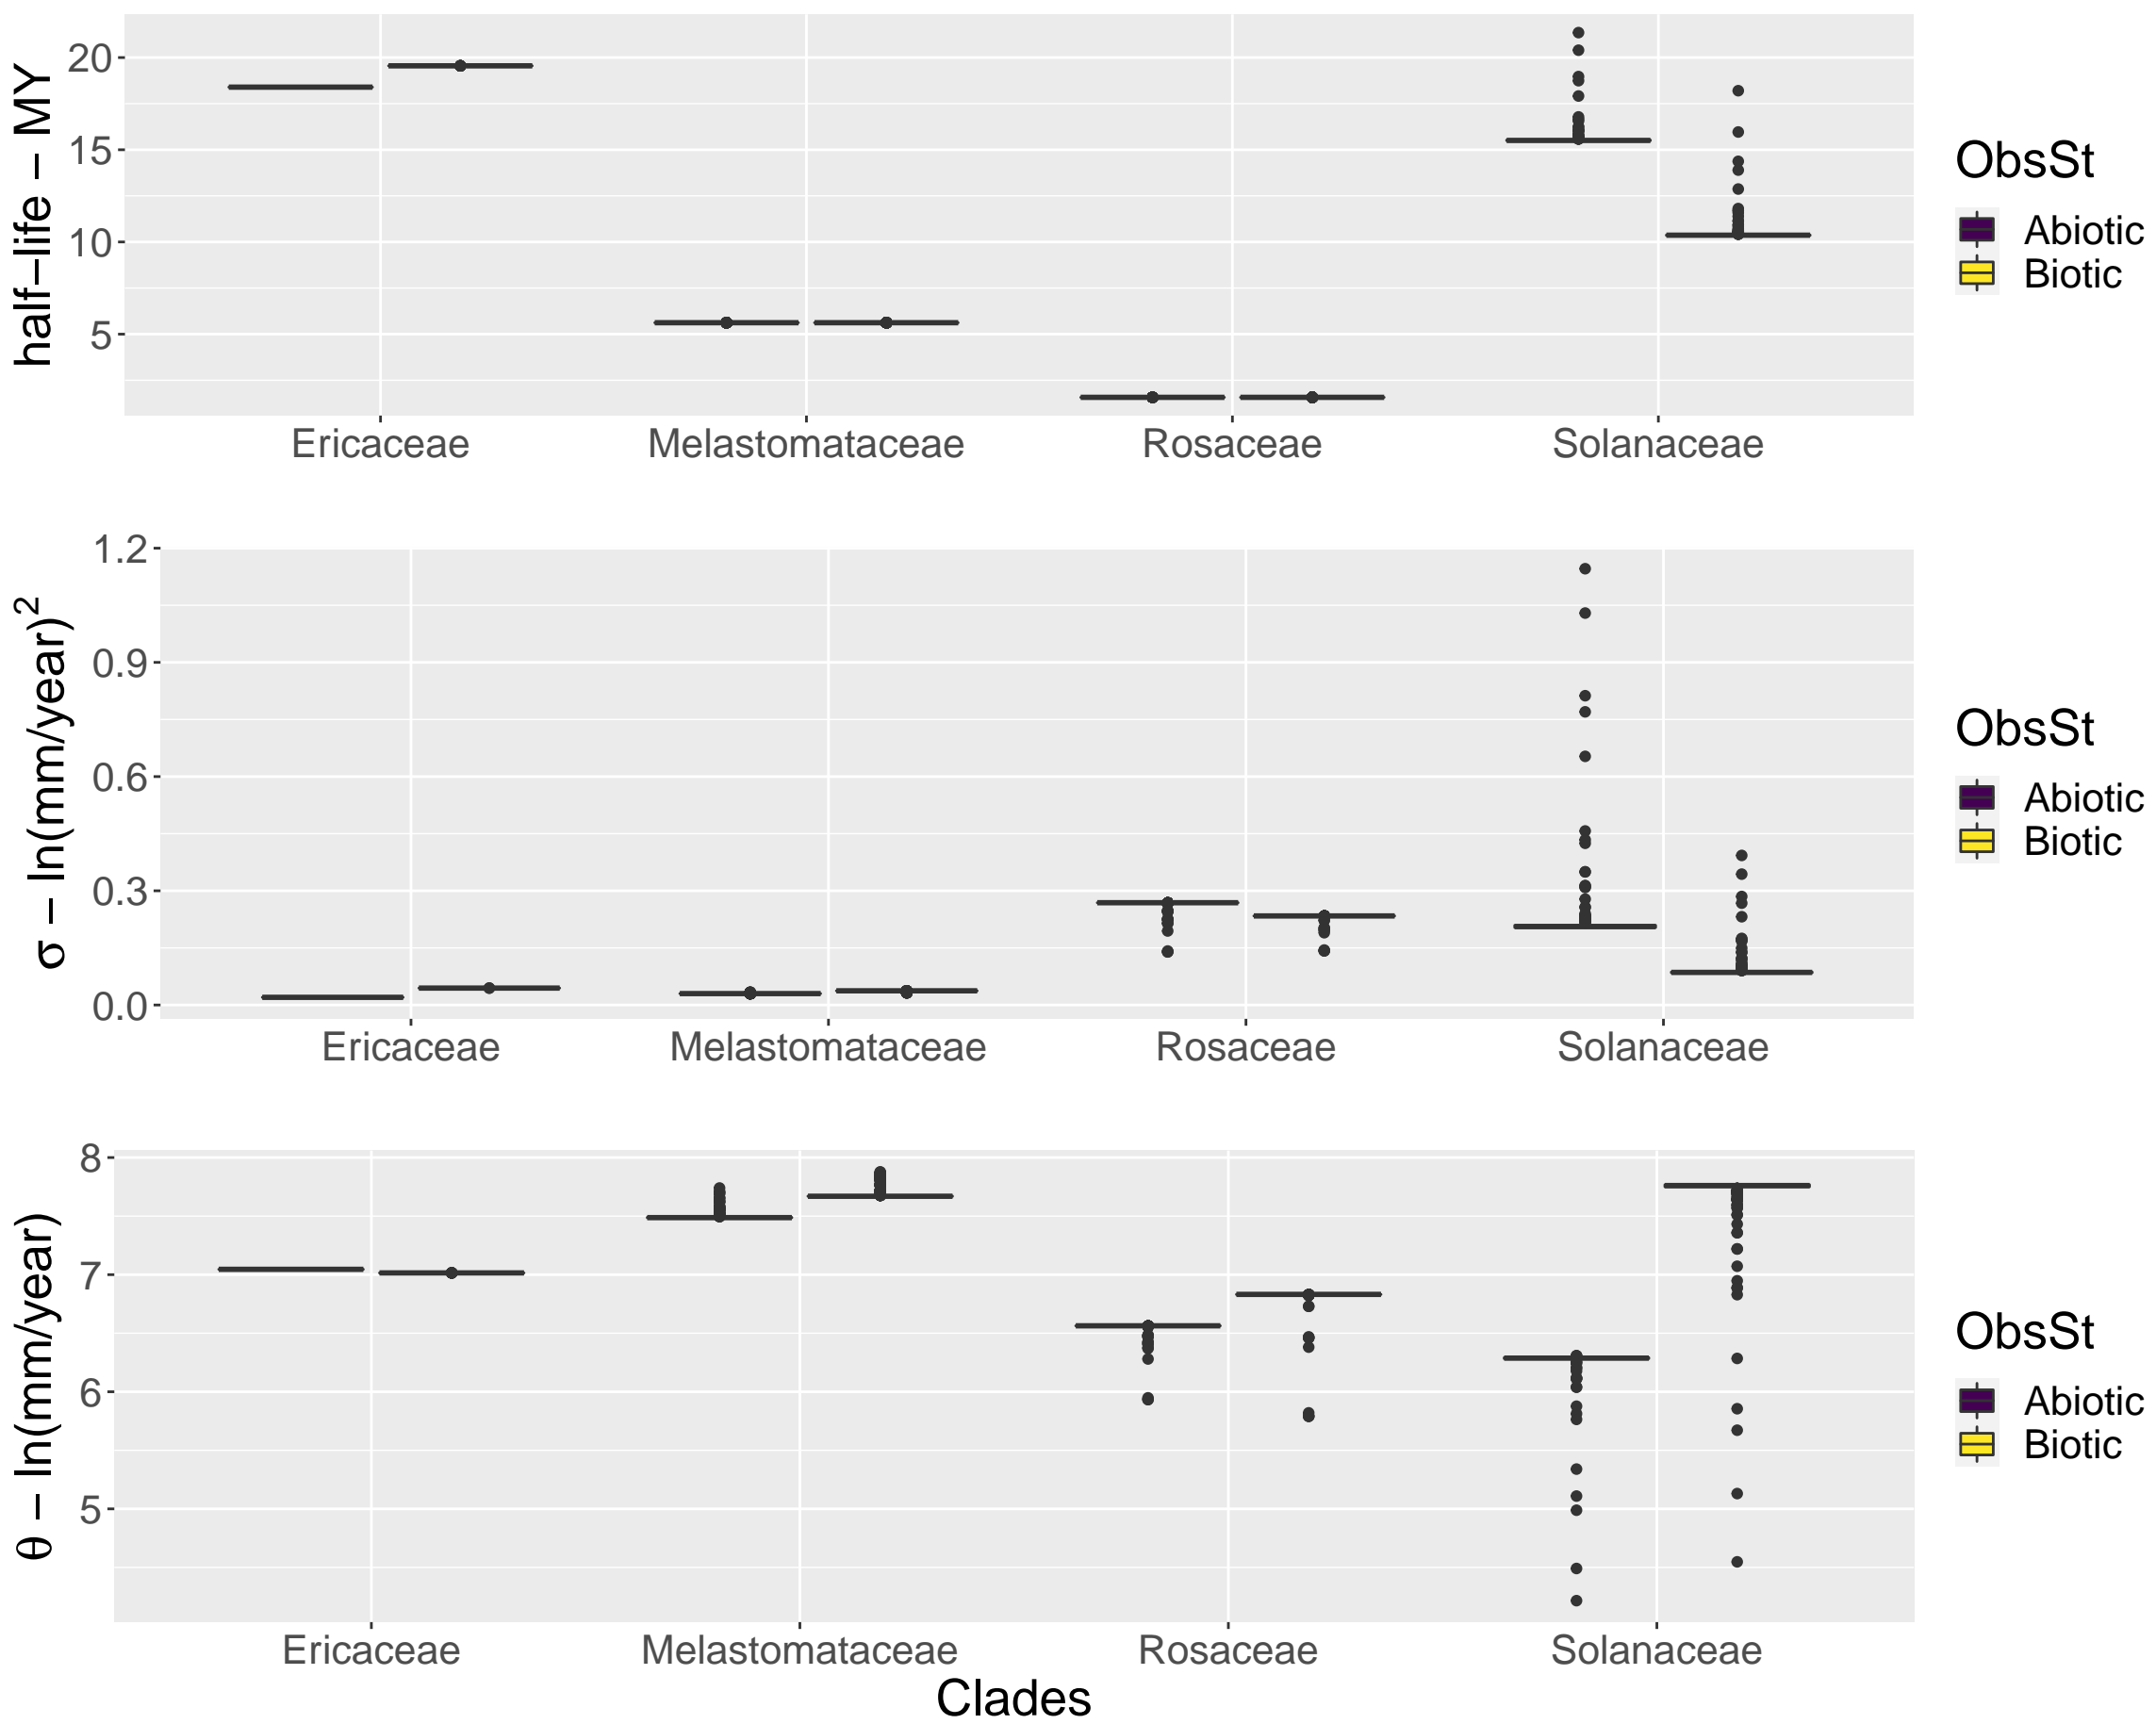 half−life − MY
20
15
10
5
Ericaceae Melastomataceae Rosaceae Solanaceae
ObsSt
Abiotic
Biotic
σ − ln(mm/year)²
1.2
0.9
0.6
0.3
0.0
Ericaceae Melastomataceae Rosaceae Solanaceae
ObsSt
Abiotic
Biotic
θ − ln(mm/year)
8
7
6
5
Ericaceae Melastomataceae Rosaceae Solanaceae
Clades
ObsSt
Abiotic
Biotic